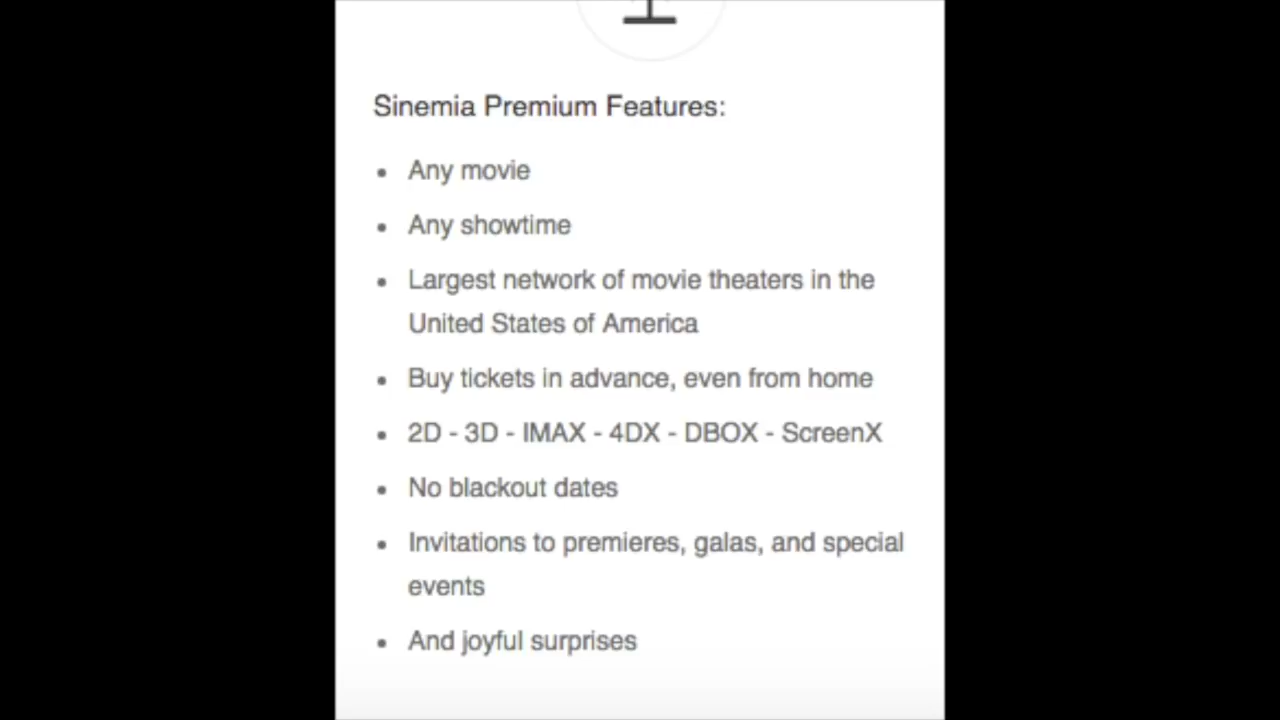 Sinemia Premium Features:
• Any movie
• Any showtime
• Largest network of movie theaters in the
United States of America
• Buy tickets in advance, even from home
• 2D - 3D - IMAX - 4DX - DBOX - ScreenX
• No blackout dates
• Invitations to premieres, galas, and special
events
• And joyful surprises